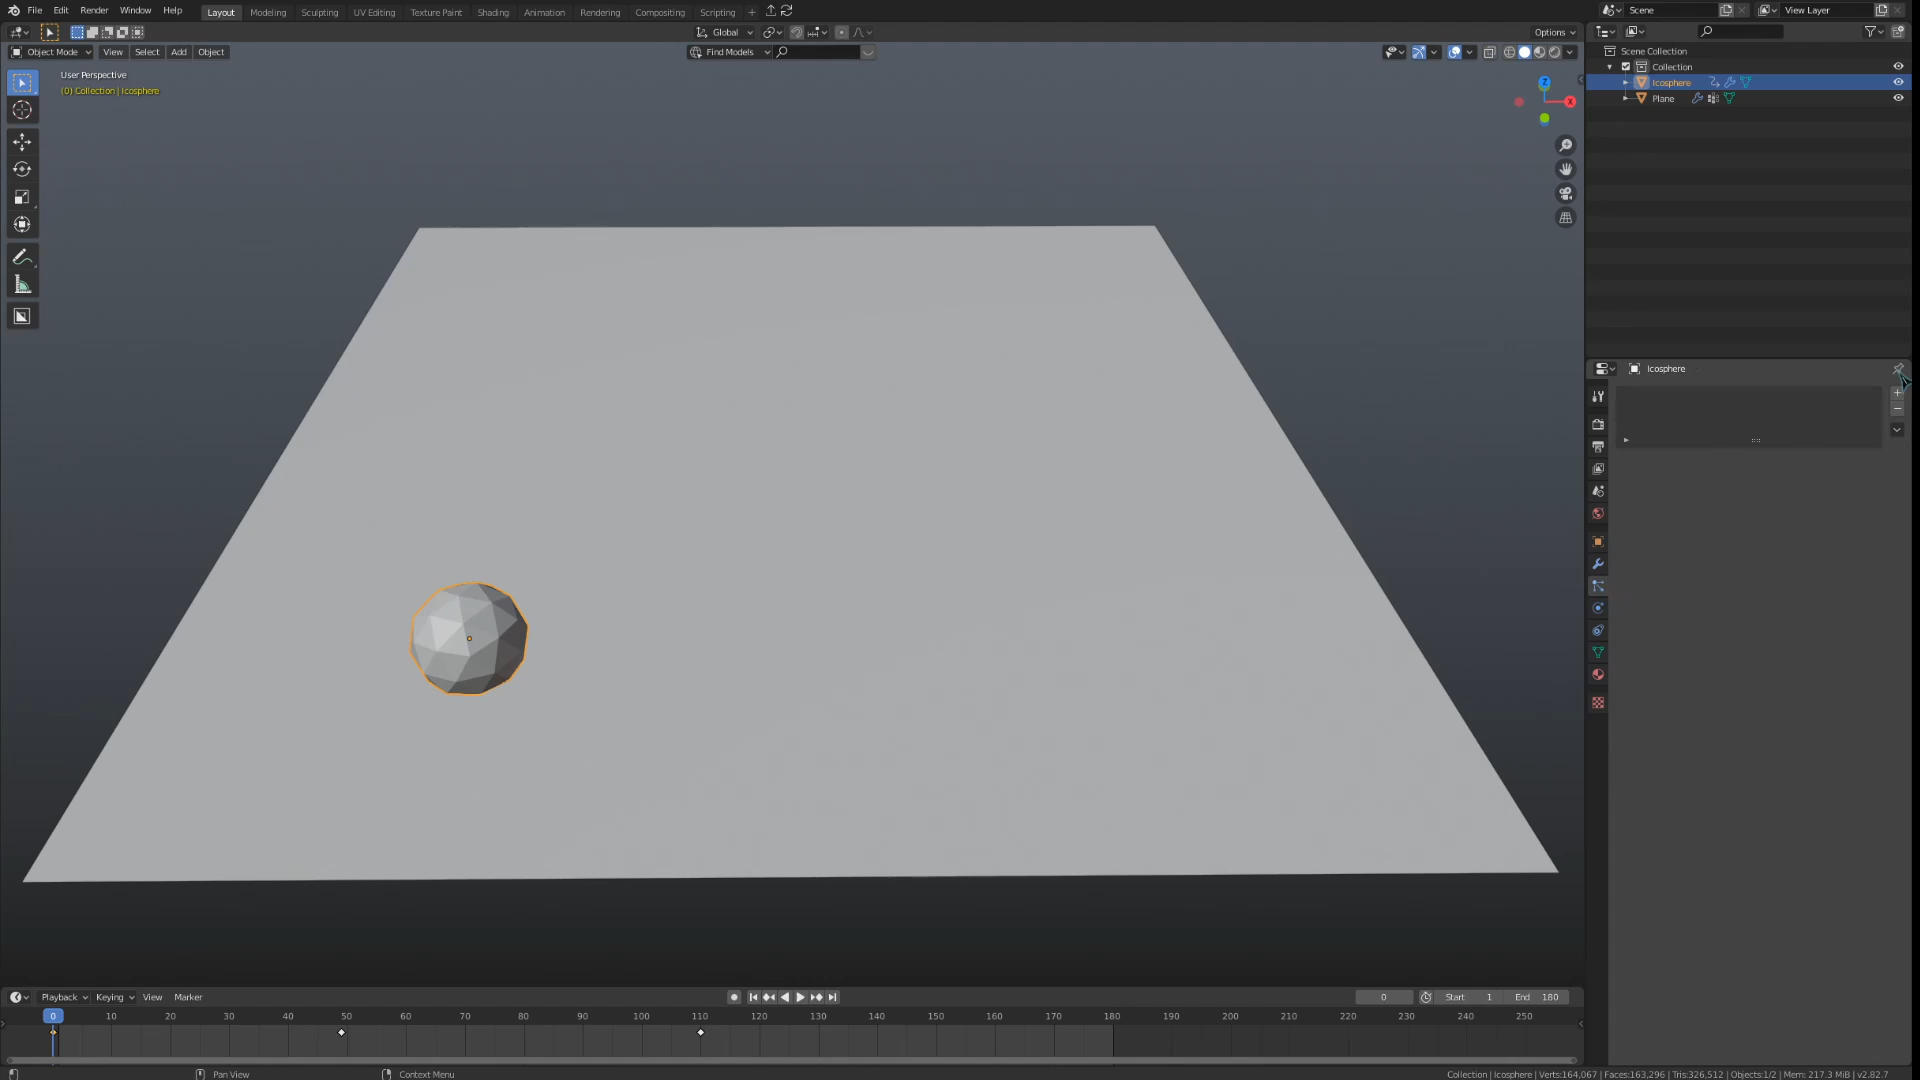 File Edit Render Window Help Layout Modeling Sculpting UV Editing Texture Paint Shading Animation Rendering Compositing Scripting + Scene View Layer
Global Options
Object Mode View Select Add Object Find Models
User Perspective
(0) Collection | Icosphere
Z
X
Scene Collection
Collection
Icosphere
Plane
Icosphere
Playback Keying View Marker 0 Start 1 End 180
0 10 20 30 40 50 60 70 80 90 100 110 120 130 140 150 160 170 180 190 200 210 220 230 240 250
Pan View Context Menu Collection | Icosphere | Verts:164,067 | Faces:163,296 | Tris:326,512 | Objects:1/2 | Mem: 217.3 MiB | v2.82.7